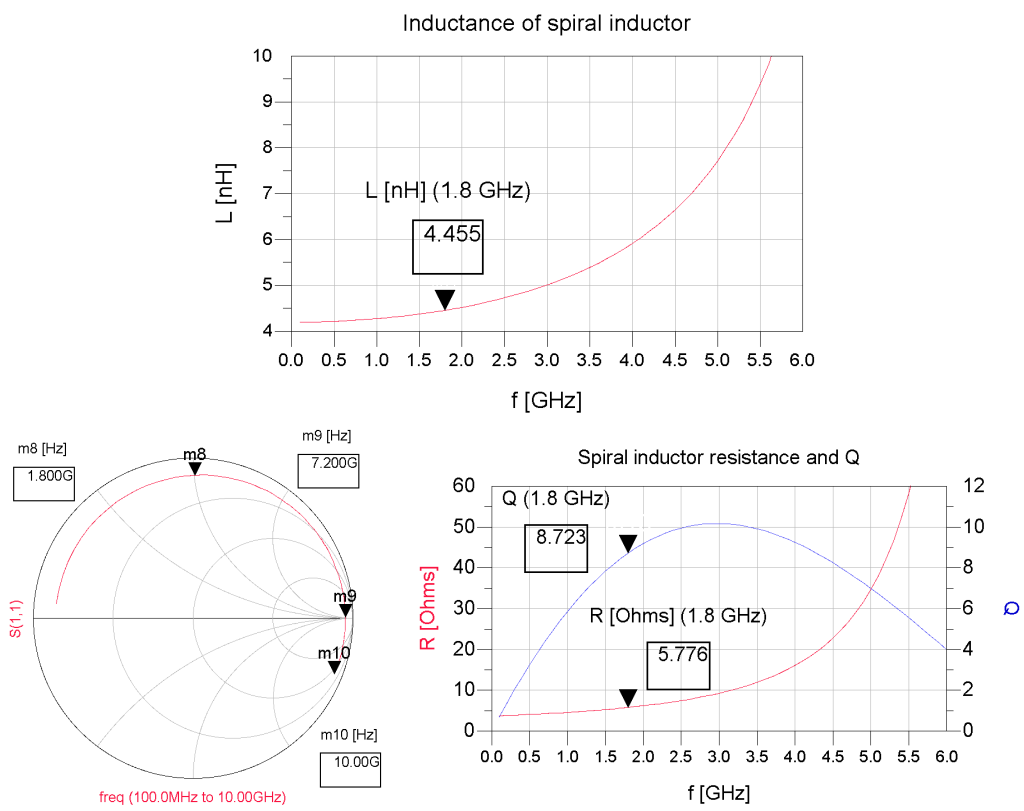 Inductance of spiral inductor
10
9
8
7
6
5
4
L [nH]
L [nH] (1.8 GHz)
4.455
0.0 0.5 1.0 1.5 2.0 2.5 3.0 3.5 4.0 4.5 5.0 5.5 6.0
f [GHz]
m8 [Hz]
1.800G
m9 [Hz]
7.200G
m8
m9
m10
S(1,1)
m10 [Hz]
10.00G
freq (100.0MHz to 10.00GHz)
Spiral inductor resistance and Q
60
50
40
30
20
10
0
R [Ohms]
Q (1.8 GHz)
8.723
R [Ohms] (1.8 GHz)
5.776
12
10
8
6
4
2
0
Q
0.0 0.5 1.0 1.5 2.0 2.5 3.0 3.5 4.0 4.5 5.0 5.5 6.0
f [GHz]